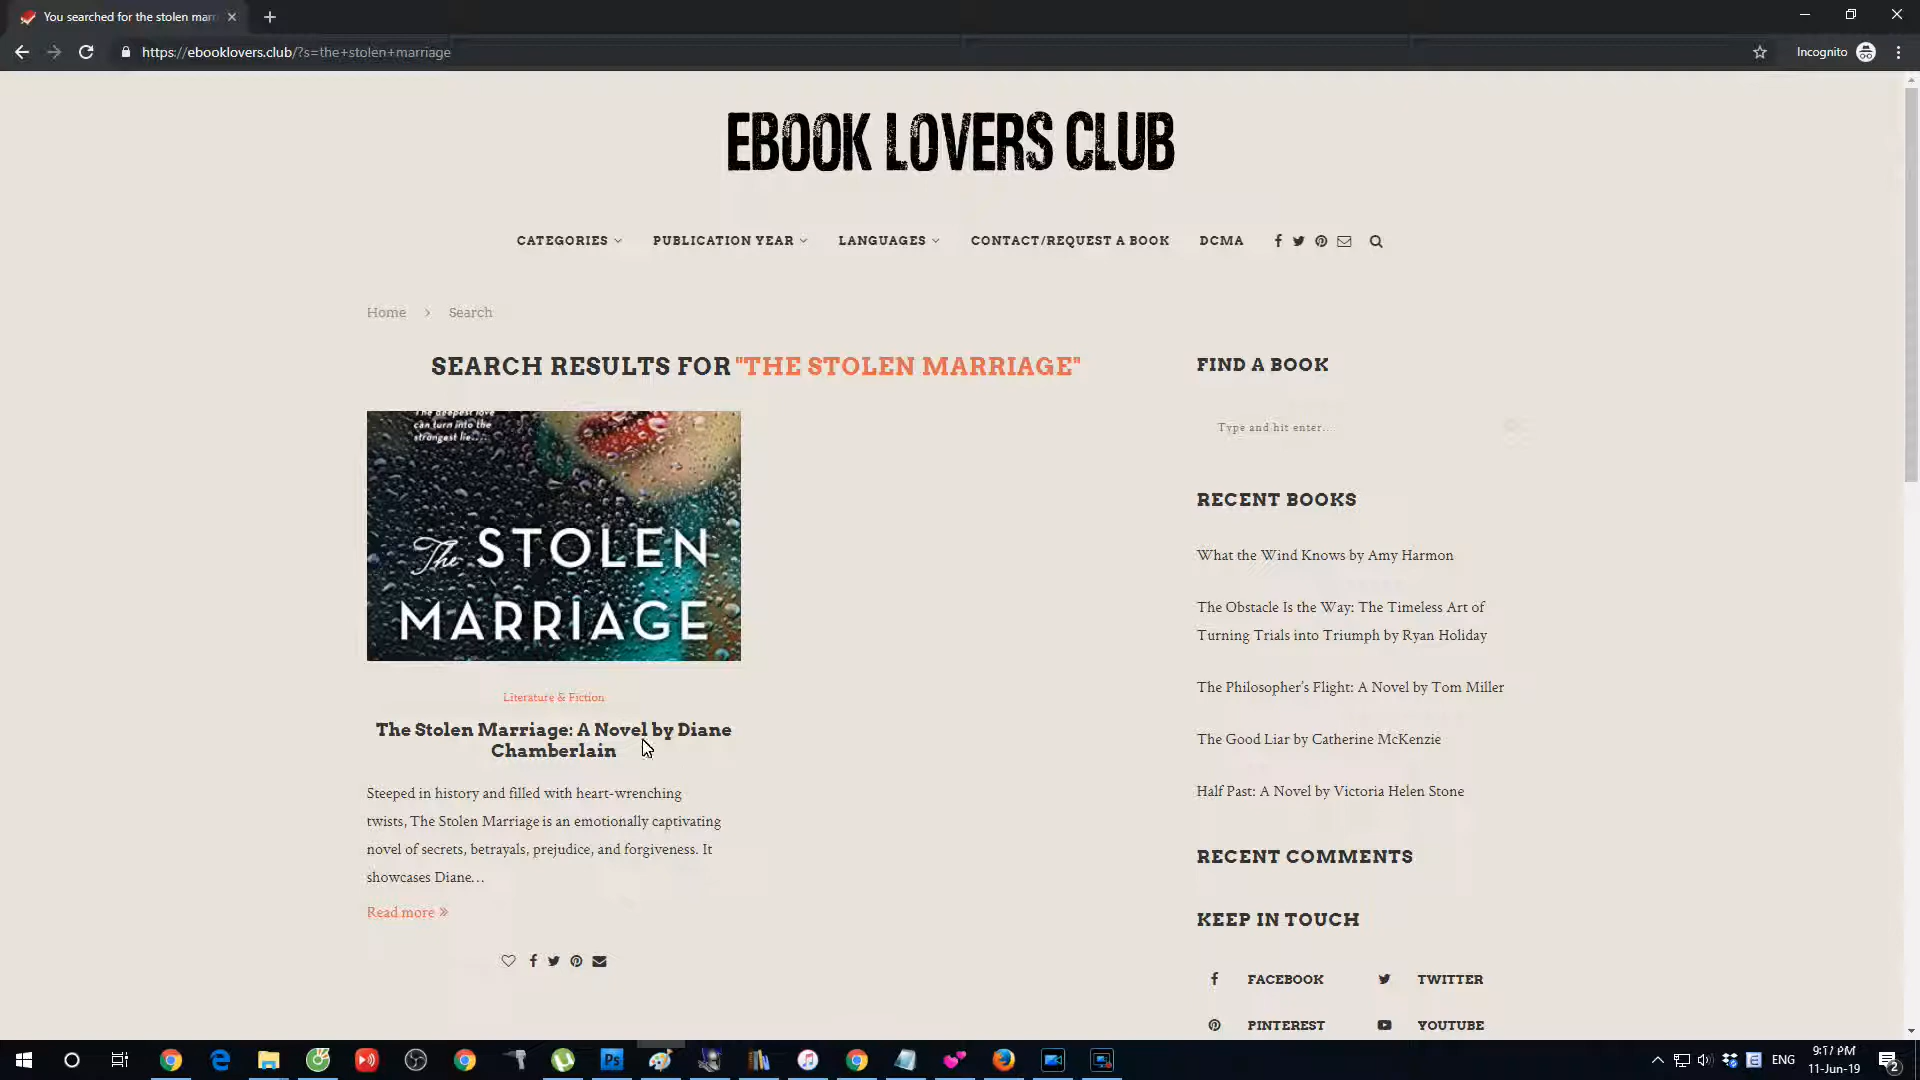 You searched for the stolen marr
https://ebooklovers.club/?s=the+stolen+marriage
Incognito
EBOOK LOVERS CLUB
CATEGORIES PUBLICATION YEAR LANGUAGES CONTACT/REQUEST A BOOK DCMA
Home > Search
SEARCH RESULTS FOR "THE STOLEN MARRIAGE"
The deepest love
can turn into the
strongest lie....
The STOLEN
MARRIAGE
Literature & Fiction
The Stolen Marriage: A Novel by Diane
Chamberlain
Steeped in history and filled with heart-wrenching
twists, The Stolen Marriage is an emotionally captivating
novel of secrets, betrayals, prejudice, and forgiveness. It
showcases Diane…
Read more »
FIND A BOOK
Type and hit enter...
RECENT BOOKS
What the Wind Knows by Amy Harmon
The Obstacle Is the Way: The Timeless Art of
Turning Trials into Triumph by Ryan Holiday
The Philosopher's Flight: A Novel by Tom Miller
The Good Liar by Catherine McKenzie
Half Past: A Novel by Victoria Helen Stone
RECENT COMMENTS
KEEP IN TOUCH
FACEBOOK TWITTER
PINTEREST YOUTUBE
Ps
ENG
9:17 PM
11-Jun-19
2